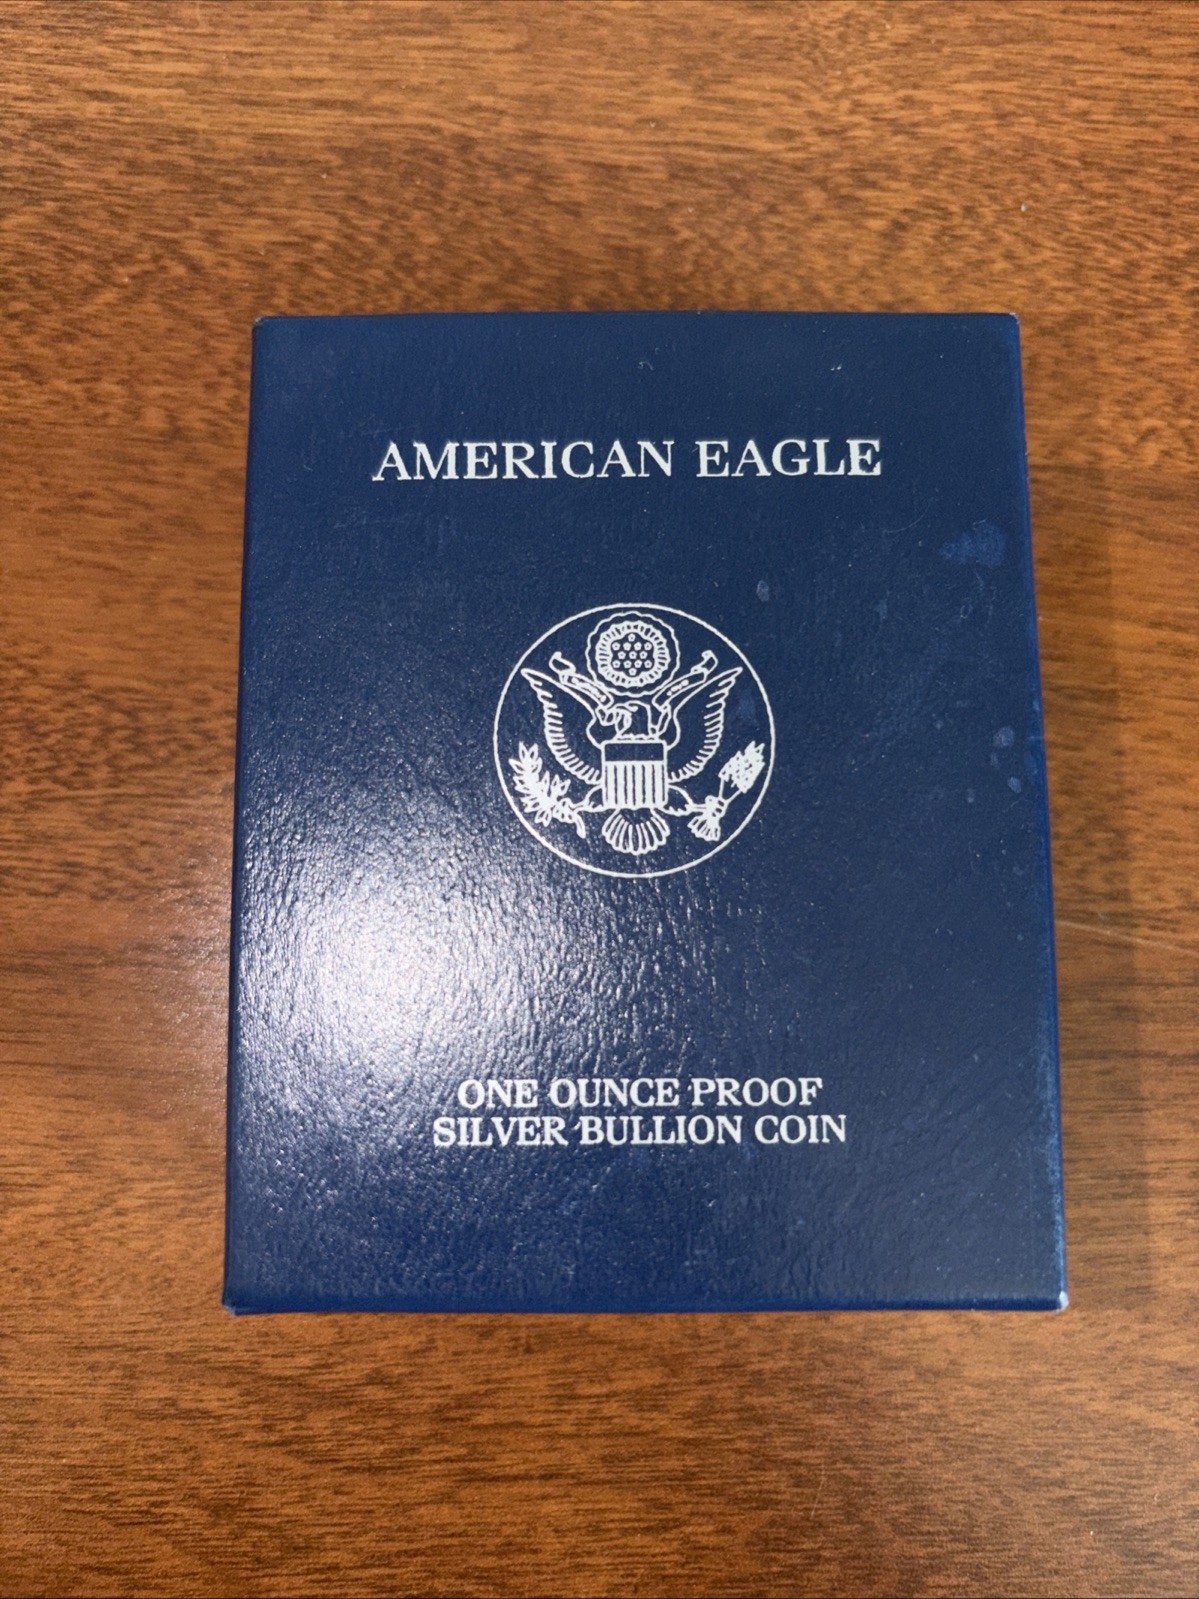 AMERICAN EAGLE
ONE OUNCE PROOF
SILVER BULLION COIN